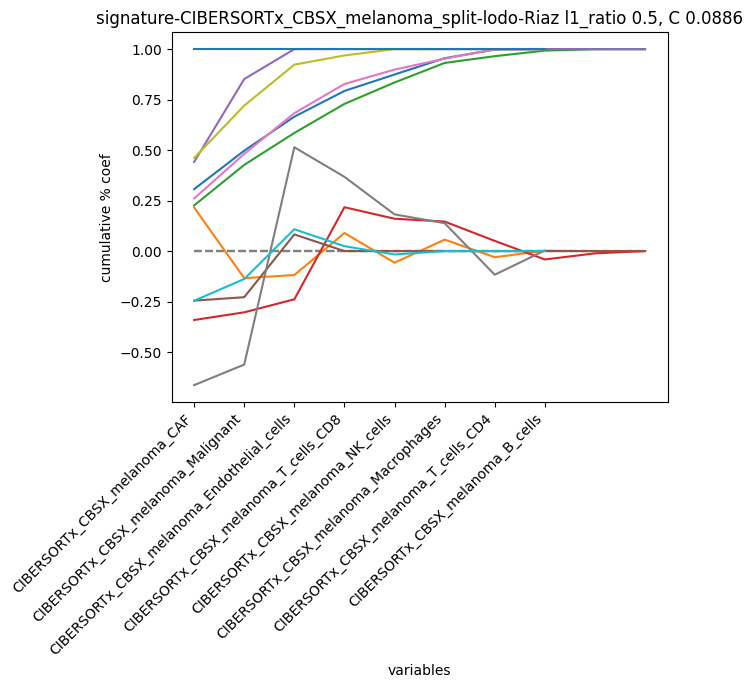 signature-CIBERSORTx_CBSX_melanoma_split-lodo-Riaz l1_ratio 0.5, C 0.0886
cumulative % coef
1.00
0.75
0.50
0.25
0.00
−0.25
−0.50
CIBERSORTx_CBSX_melanoma_CAF
CIBERSORTx_CBSX_melanoma_Malignant
CIBERSORTx_CBSX_melanoma_Endothelial_cells
CIBERSORTx_CBSX_melanoma_T_cells_CD8
CIBERSORTx_CBSX_melanoma_NK_cells
CIBERSORTx_CBSX_melanoma_Macrophages
CIBERSORTx_CBSX_melanoma_T_cells_CD4
CIBERSORTx_CBSX_melanoma_B_cells
variables